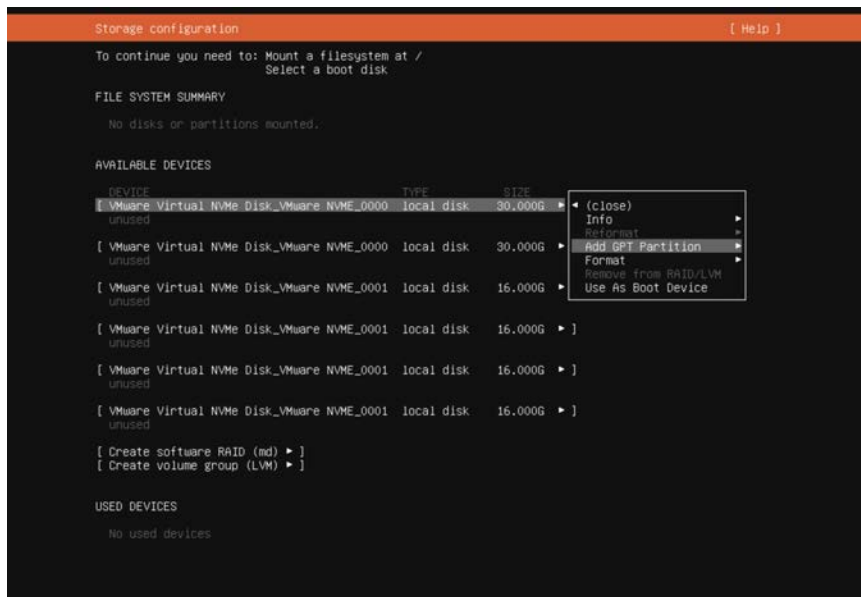 Storage configuration [ Help ]
To continue you need to: Mount a filesystem at /
Select a boot disk
FILE SYSTEM SUMMARY
No disks or partitions mounted.
AVAILABLE DEVICES
DEVICE TYPE SIZE
[ VMware Virtual NVMe Disk_VMware NVME_0000 local disk 30.000G ▸ ◂ (close)
unused Info ▸
Reformat ▸
[ VMware Virtual NVMe Disk_VMware NVME_0000 local disk 30.000G ▸ Add GPT Partition ▸
unused Format ▸
Remove from RAID/LVM
[ VMware Virtual NVMe Disk_VMware NVME_0001 local disk 16.000G ▸ Use As Boot Device
unused
[ VMware Virtual NVMe Disk_VMware NVME_0001 local disk 16.000G ▸ ]
unused
[ VMware Virtual NVMe Disk_VMware NVME_0001 local disk 16.000G ▸ ]
unused
[ VMware Virtual NVMe Disk_VMware NVME_0001 local disk 16.000G ▸ ]
unused
[ Create software RAID (md) ▸ ]
[ Create volume group (LVM) ▸ ]
USED DEVICES
No used devices